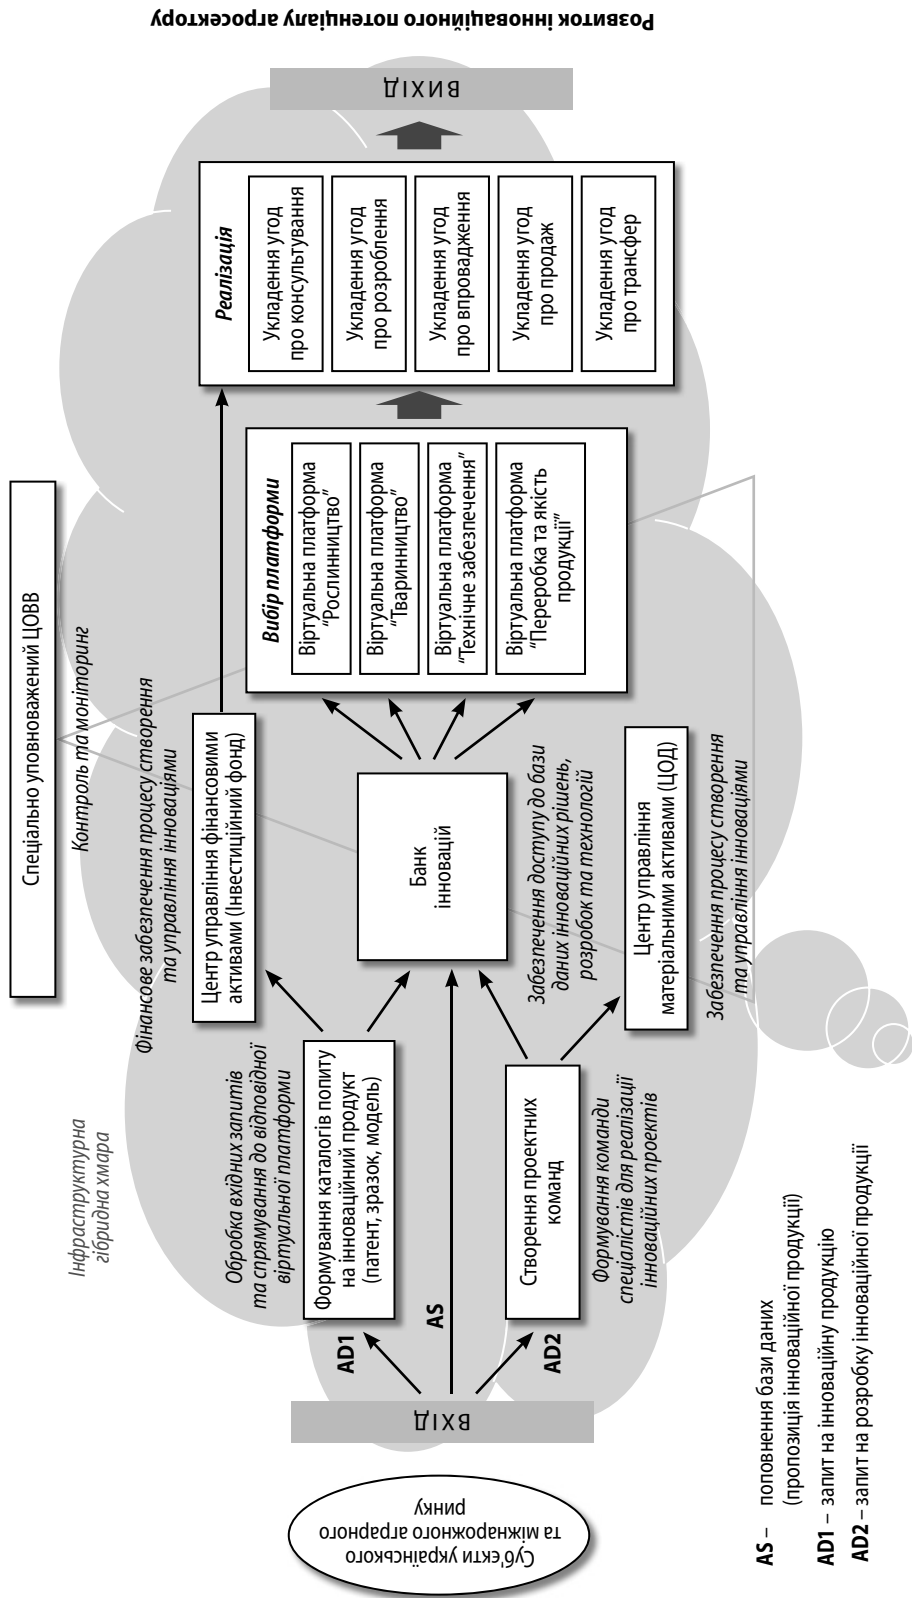 Спеціально уповноважений ЦОВВ
Контроль та моніторинг
Інфраструктурна
гібридна хмара
Фінансове забезпечення процесу створення
та управління інноваціями
Центр управління фінансовими
активами (Інвестиційний фонд)
Обробка вхідних запитів
та спрямування до відповідної
віртуальної платформи
Формування каталогів попиту
на інноваційний продукт
(патент, зразок, модель)
Суб'єкти українського
та міжнарожного аграрного
ринку
ВХІД
AD1
AS
AD2
Банк
інновацій
Забезпечення доступу до бази
даних інноваційних рішень,
розробок та технологій
Створення проектних
команд
Формування команди
спеціалістів для реалізації
інноваційних проектів
Центр управління
матеріальними активами (ЦОД)
Забезпечення процесу створення
та управління інноваціями
Вибір платформи
Віртуальна платформа
“Рослинництво”
Віртуальна платформа
“Тваринництво”
Віртуальна платформа
“Технічне забезпечення”
Віртуальна платформа
“Переробка та якість
продукції”
Реалізація
Укладення угод
про консультування
Укладення угод
про розроблення
Укладення угод
про впровадження
Укладення угод
про продаж
Укладення угод
про трансфер
ВИХІД
Розвиток інноваційного потенціалу агросектору
AS – поповнення бази даних
(пропозиція інноваційної продукції)
AD1 – запит на інноваційну продукцію
AD2 – запит на розробку інноваційної продукції